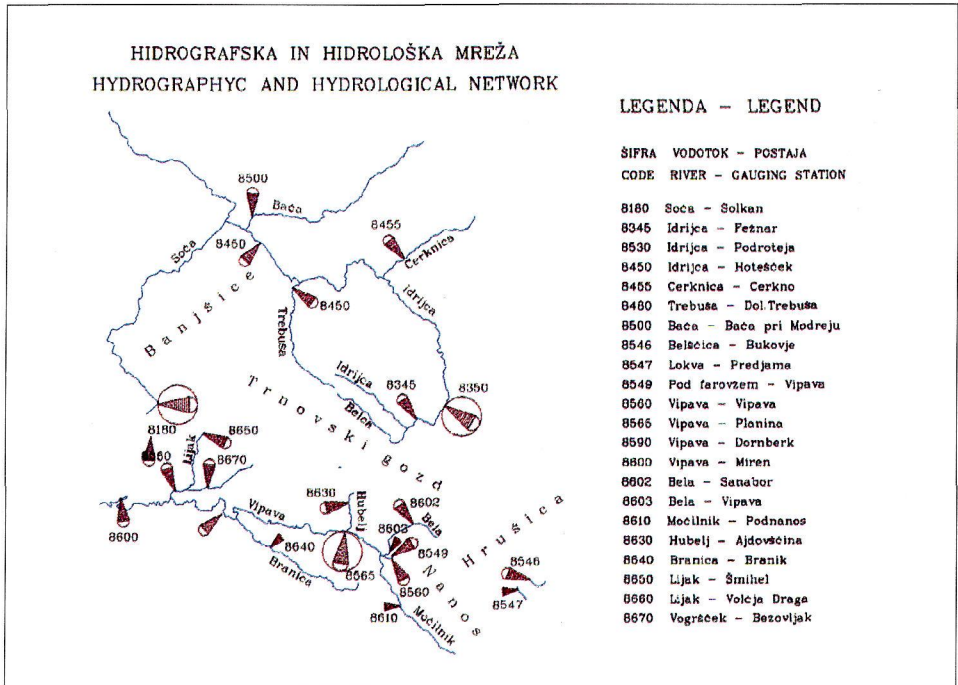 HIDROGRAFSKA IN HIDROLOŠKA MREŽA
HYDROGRAPHYC AND HYDROLOGICAL NETWORK
LEGENDA – LEGEND
ŠIFRA VODOTOK – POSTAJA
CODE RIVER – GAUGING STATION
8180 Soča – Solkan
8345 Idrijca – Fežnar
8530 Idrijca – Podroteja
8450 Idrijca – Hotešček
8455 Cerknica – Cerkno
8480 Trebuša – Dol.Trebuša
8500 Bača – Bača pri Modreju
8546 Belščica – Bukovje
8547 Lokva – Predjama
8549 Pod farovžem – Vipava
8560 Vipava – Vipava
8565 Vipava – Planina
8590 Vipava – Dornberk
8600 Vipava – Miren
8602 Bela – Sanabor
8603 Bela – Vipava
8610 Močilnik – Podnanos
8630 Hubelj – Ajdovščina
8640 Branica – Branik
8650 Lijak – Šmihel
8660 Lijak – Volčja Draga
8670 Vogršček – Bezovljak
8500
Bača
8455
Soča
8460
Cerknica
Idrijca
8450
Banjšice
Trebuša
Idrijca
8345
8350
Belca
Trnovski gozd
8180
8650
Lijak
8670
8630
Hubelj
8602
Vipava
8603
Bela
Hrušica
8600
8640
8549
Branica
8565
8560
Nanos
8546
8547
8610
Močilnik